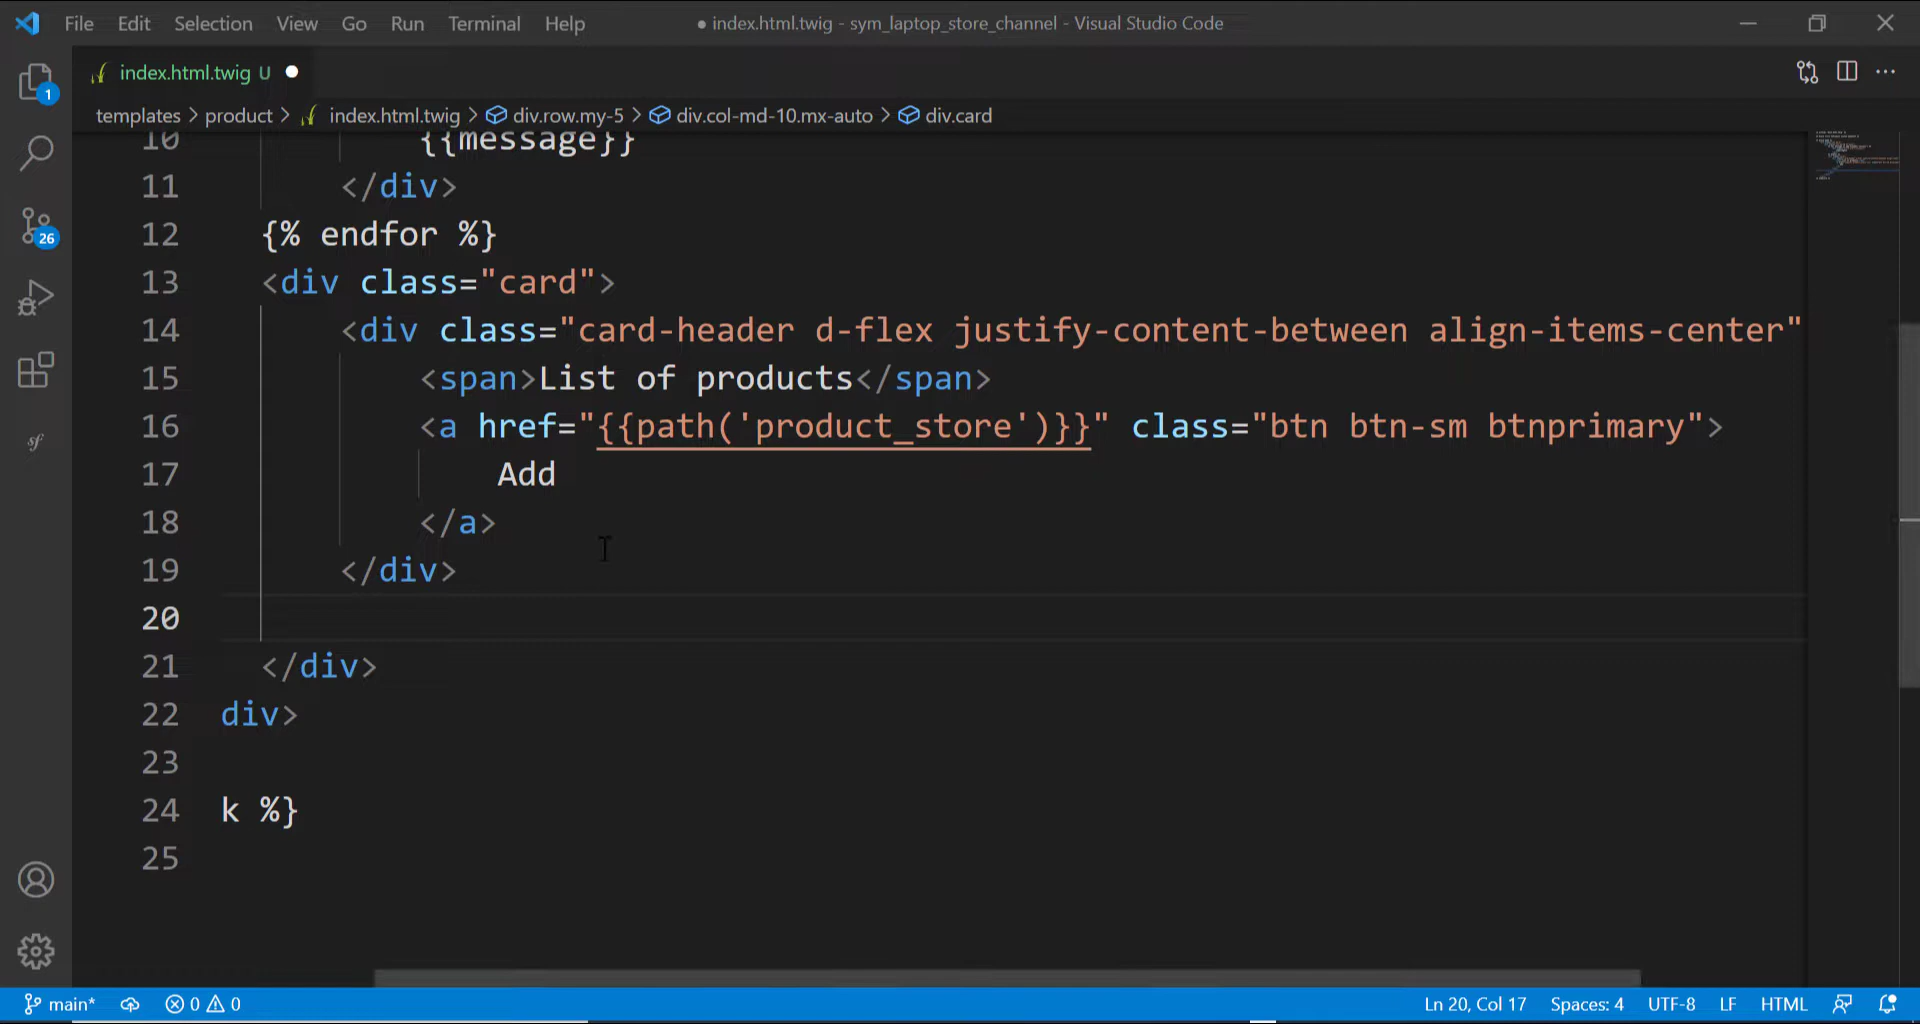 File Edit Selection View Go Run Terminal Help ● index.html.twig - sym_laptop_store_channel - Visual Studio Code
index.html.twig U ●
templates > product > index.html.twig > div.row.my-5 > div.col-md-10.mx-auto > div.card
1
26
sf
10 {{message}}
11 </div>
12 {% endfor %}
13 <div class="card">
14 <div class="card-header d-flex justify-content-between align-items-center"
15 <span>List of products</span>
16 <a href="{{path('product_store')}}" class="btn btn-sm btnprimary">
17 Add
18 </a>
19 </div>
20
21 </div>
22 div>
23
24 k %}
25
main* 0 0 Ln 20, Col 17 Spaces: 4 UTF-8 LF HTML